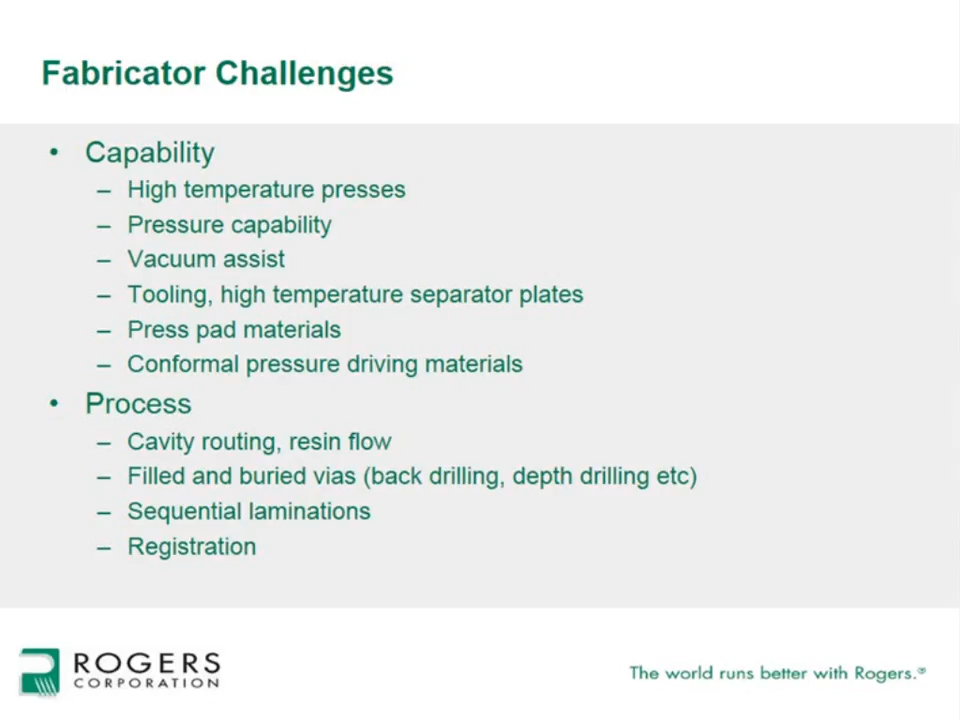 Fabricator Challenges
• Capability
– High temperature presses
– Pressure capability
– Vacuum assist
– Tooling, high temperature separator plates
– Press pad materials
– Conformal pressure driving materials
• Process
– Cavity routing, resin flow
– Filled and buried vias (back drilling, depth drilling etc)
– Sequential laminations
– Registration
ROGERS
CORPORATION
The world runs better with Rogers.®